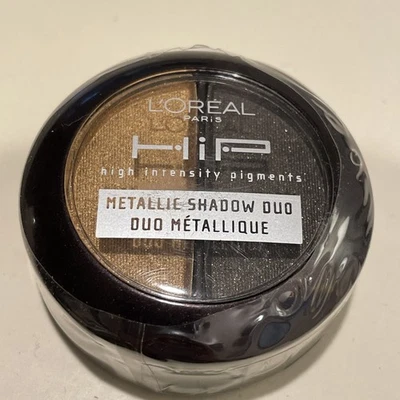 L'ORÉAL
PARIS
HiP
high intensity pigments
METALLIC SHADOW DUO
DUO MÉTALLIQUE